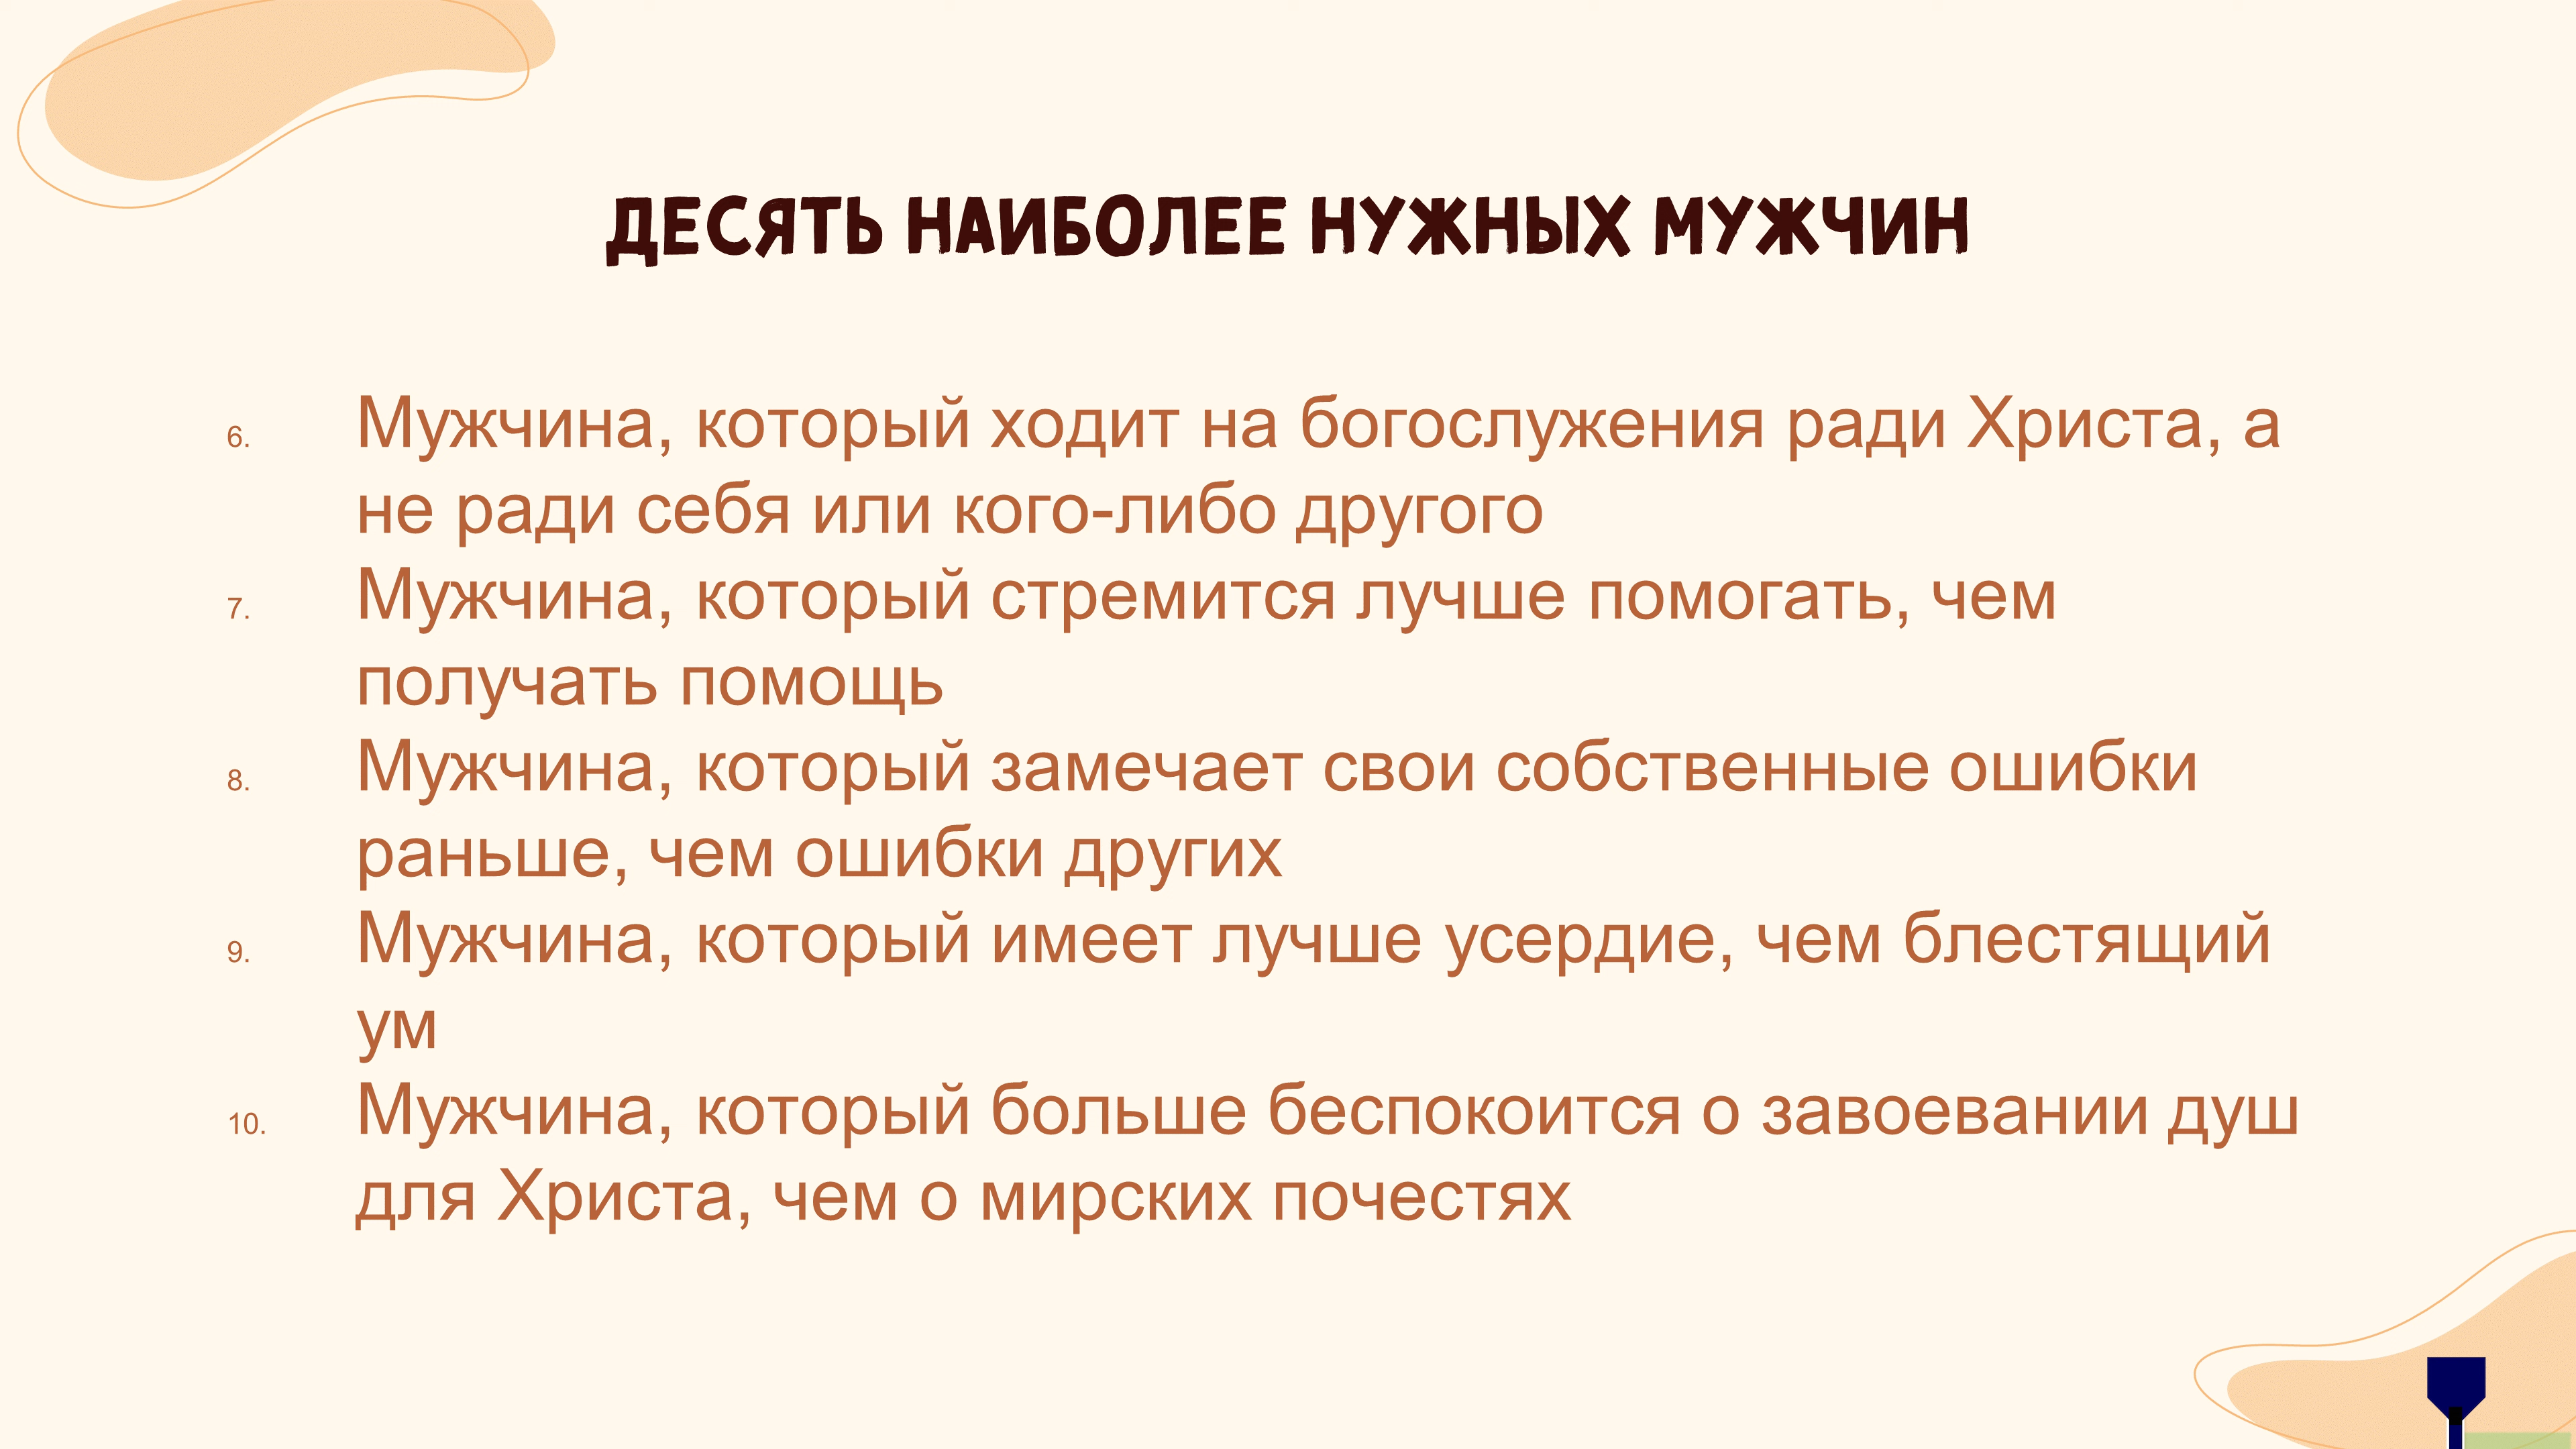 ДЕСЯТЬ НАИБОЛЕЕ НУЖНЫХ МУЖЧИН
6. Мужчина, который ходит на богослужения ради Христа, а
не ради себя или кого-либо другого
7. Мужчина, который стремится лучше помогать, чем
получать помощь
8. Мужчина, который замечает свои собственные ошибки
раньше, чем ошибки других
9. Мужчина, который имеет лучше усердие, чем блестящий
ум
10. Мужчина, который больше беспокоится о завоевании душ
для Христа, чем о мирских почестях